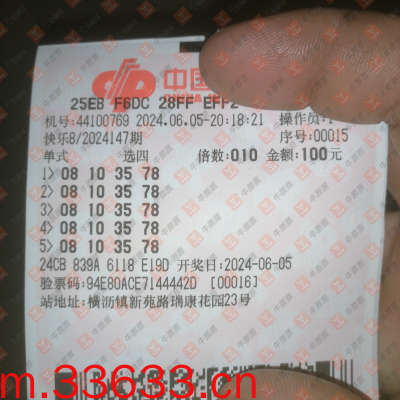 中国
25EB F6DC 28FF EFF2
机号:44100769 2024.06.05-20:18:21 操作员:1
快乐8/2024147期 序号:00015
单式 选四 倍数:010 金额:100元
1> 08 10 35 78
2> 08 10 35 78
3> 08 10 35 78
4> 08 10 35 78
5> 08 10 35 78
24CB 839A 6118 E19D 开奖日:2024-06-05
验票码:94E80ACE7144442D [00016]
站地址:横沥镇新苑路瑞康花园23号
m.33633.cn